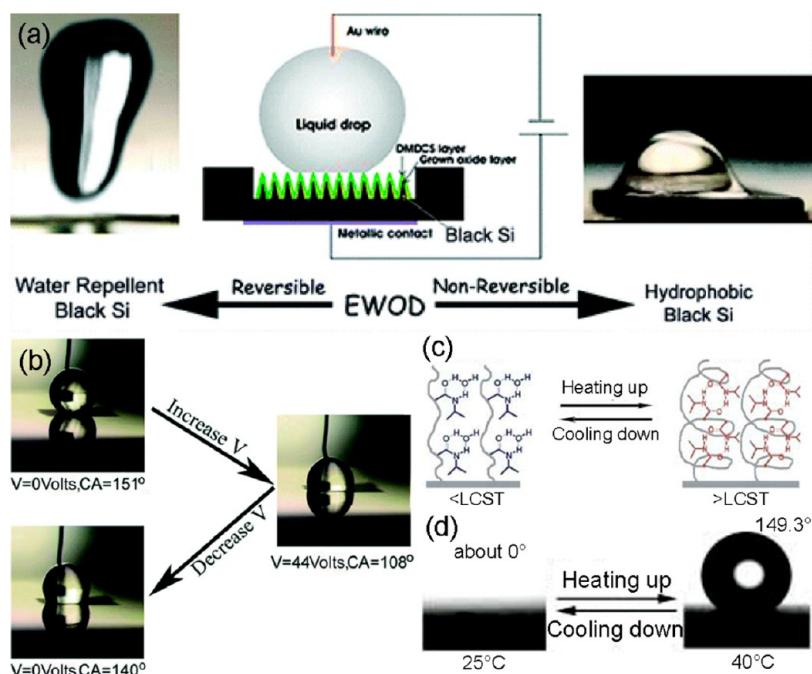 (a)
Au wire
Liquid drop
DMDCS layer
Grown oxide layer
Metallic contact
Black Si
Water Repellent
Black Si
Reversible
EWOD
Non-Reversible
Hydrophobic
Black Si
(b)
V=0Volts,CA=151°
Increase V
V=44Volts,CA=108°
Decrease V
V=0Volts,CA=140°
(c)
O H-O-H
N-H
O H-O-H
N-H
O H-O-H
N-H
O H-O-H
N-H
<LCST
Heating up
Cooling down
>LCST
(d)
about 0°
25°C
Heating up
Cooling down
149.3°
40°C